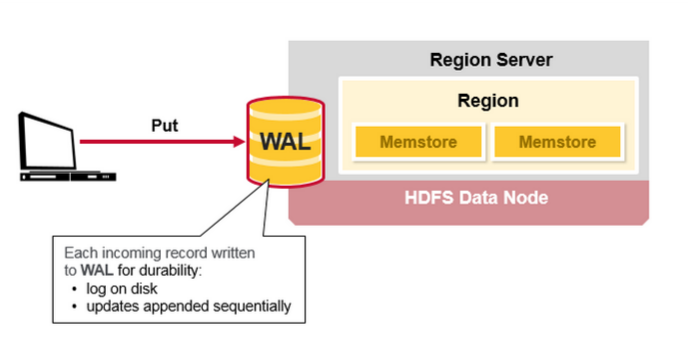 Region Server
Region
Put
WAL
Memstore
Memstore
HDFS Data Node
Each incoming record written
to WAL for durability:
• log on disk
• updates appended sequentially